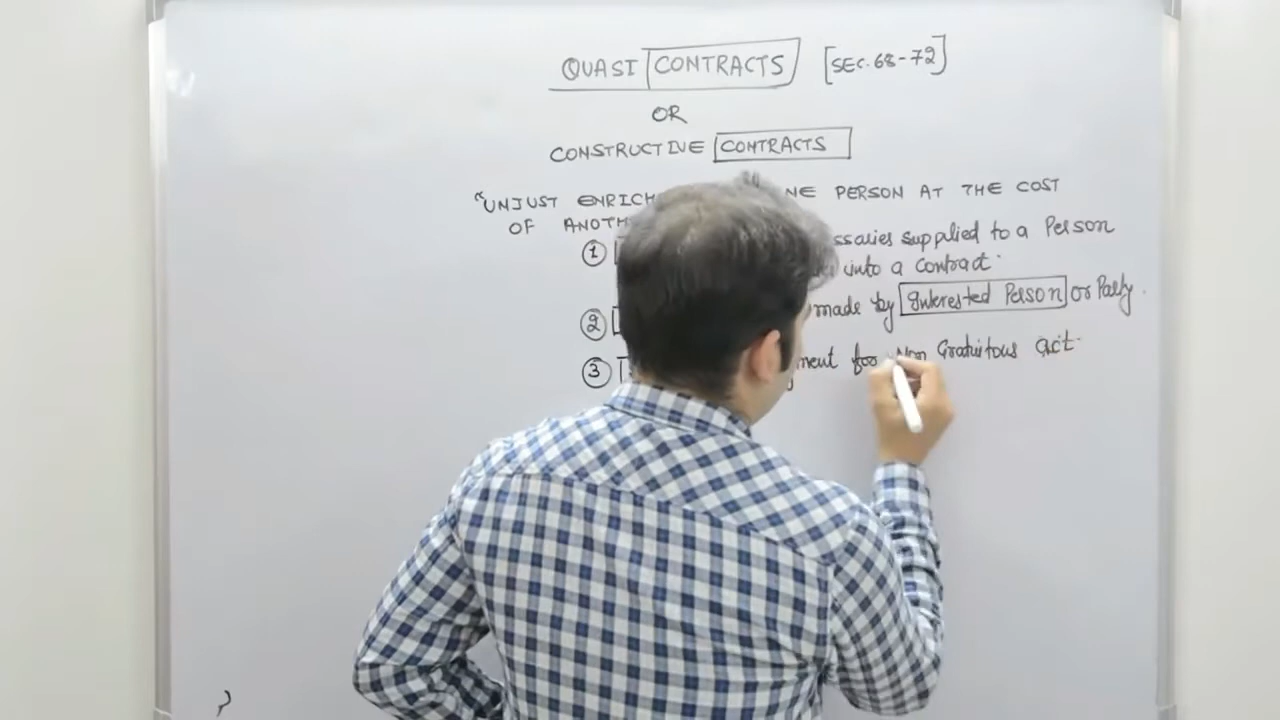 QUASI CONTRACTS [SEC. 68-72]
OR
CONSTRUCTIVE CONTRACTS
"UNJUST ENRICH NE PERSON AT THE COST
OF ANOTH
① ssaries supplied to a Person
into a Contract.
② made by Interested Person or Party.
③ ment for Non Gratuitous act.